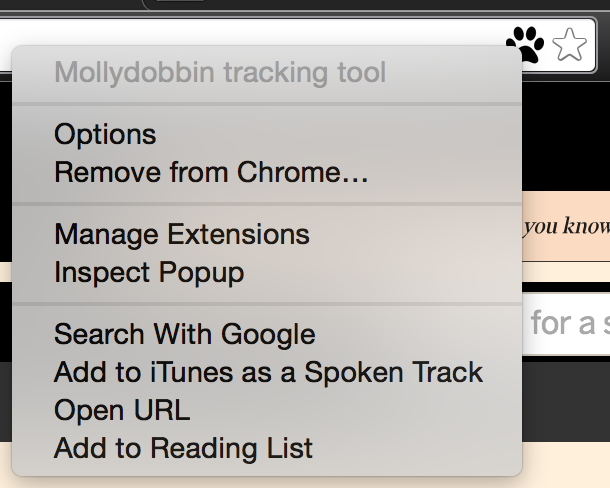 Mollydobbin tracking tool
Options
Remove from Chrome...
Manage Extensions
you know
Inspect Popup
Search With Google
for a s
Add to iTunes as a Spoken Track
Open URL
Add to Reading List